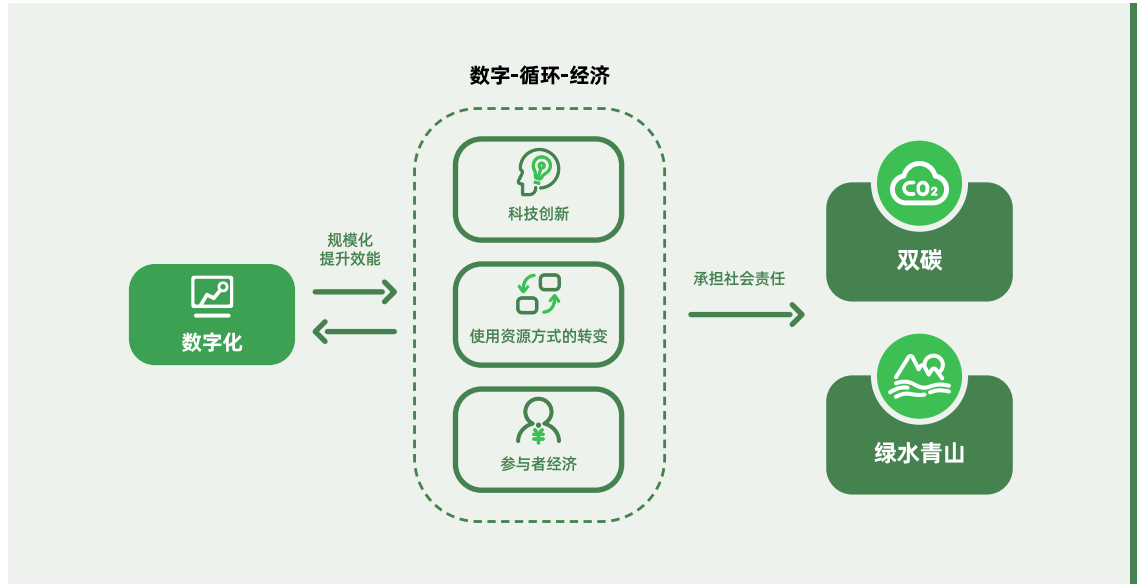 数字-循环-经济
科技创新
规模化
提升效能
数字化
使用资源方式的转变
参与者经济
承担社会责任
CO₂
双碳
绿水青山